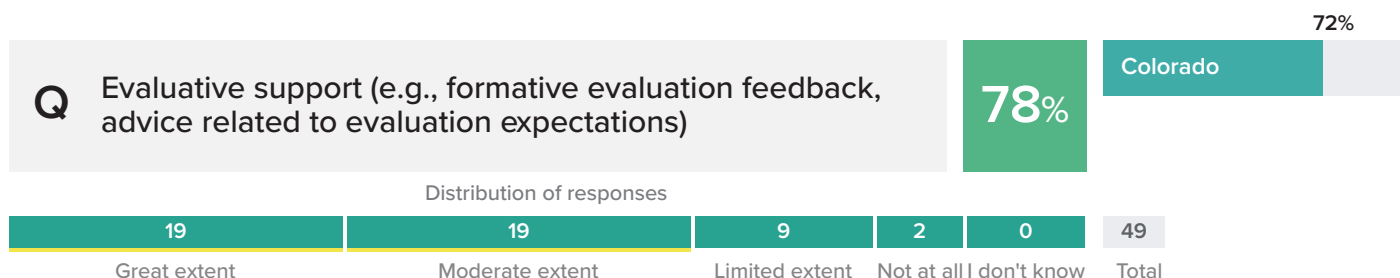 72%
Q Evaluative support (e.g., formative evaluation feedback,
advice related to evaluation expectations)
78%
Colorado
Distribution of responses
19 19 9 2 0 49
Great extent Moderate extent Limited extent Not at all I don't know Total